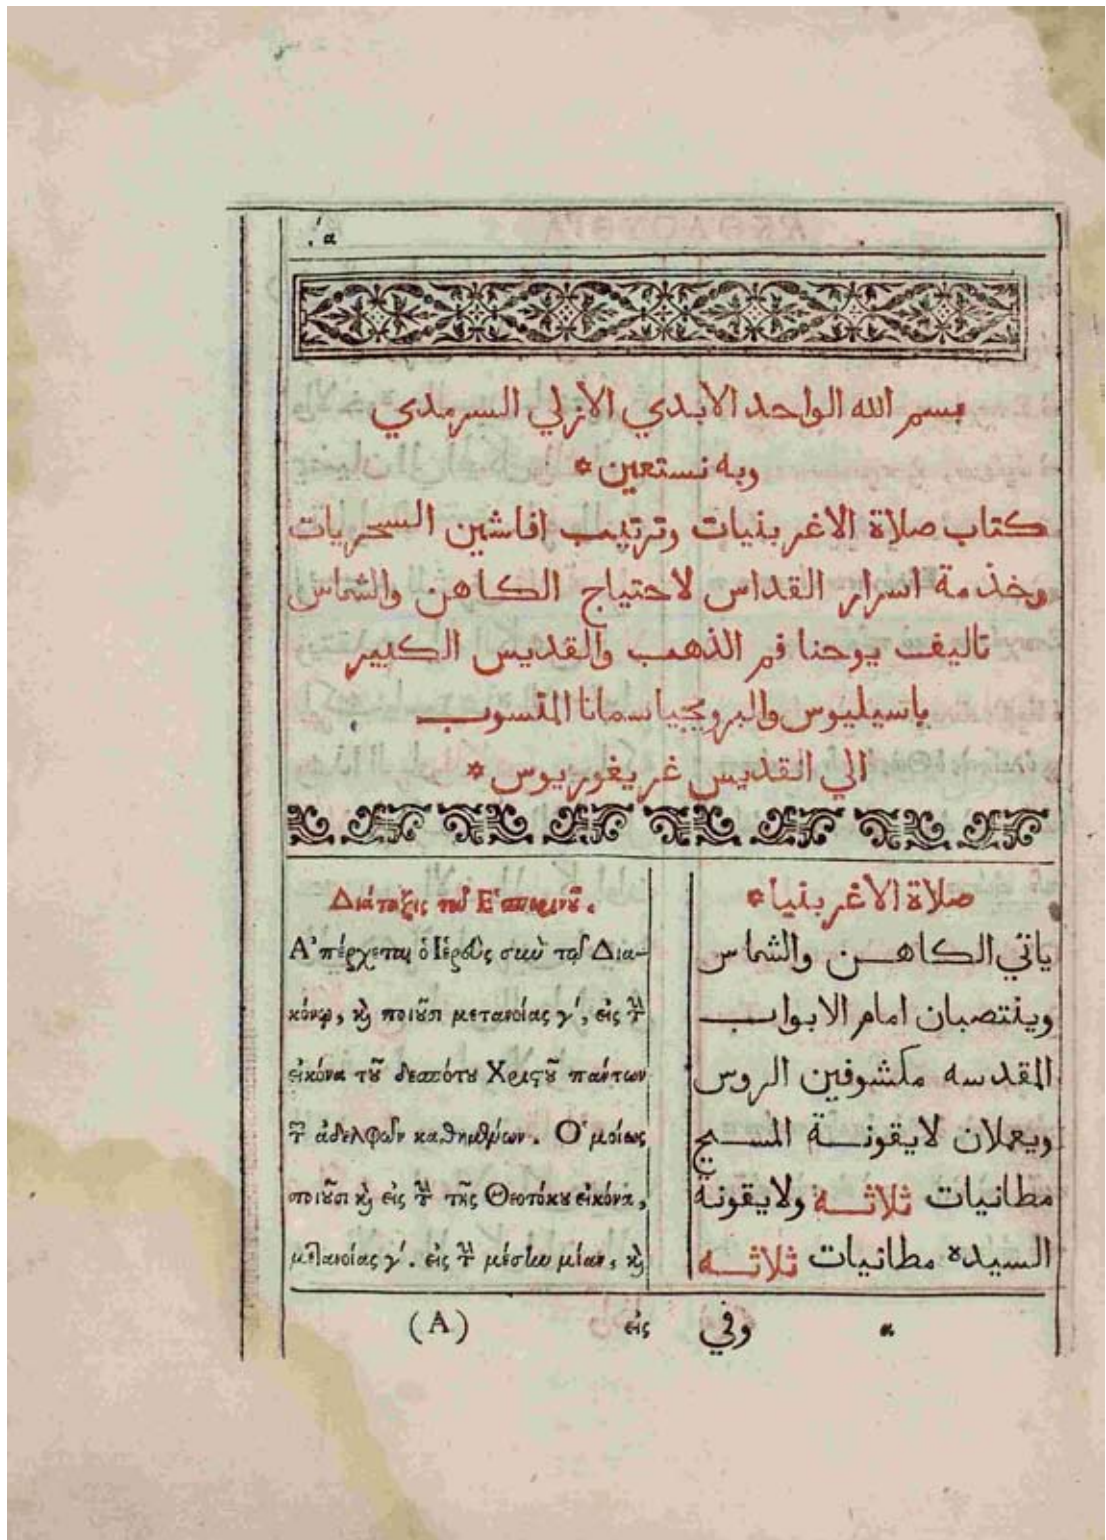 α
بسم الله الواحد الابدي الازلي السرمدي
وبه نستعين*
كتاب صلاة الاغربنيات وترتيب افاشين السحريات
وخذمة اسرار القداس لاحتياج الكاهن والشماس
تاليف يوحنا فم الذهب والقديس الكبير
باسيليوس والبرويجياسمانا المنسوب
الي القديس غريغوريوس*
صلاة الاغربنيا*
ياتي الكاهن والشماس
وينتصبان امام الابواب
المقدسه مكشوفين الروس
ويعملان لايقونة المسيح
مطانيات ثلاثه ولايقونة
السيده مطانيات ثلاثه
وفي
Διάταξις τοῦ Ἑσπερινοῦ.
Ἀπέρχεται ὁ Ἱερεὺς σὺν τῷ Δια-
κόνῳ, καὶ ποιοῦσι μετανοίας γ', εἰς τὴν
εἰκόνα τοῦ δεσπότου Χριστοῦ πάντων
τῶν ἀδελφῶν καθημένων. Ὁμοίως
ποιοῦσι καὶ εἰς τὴν τῆς Θεοτόκου εἰκόνα,
μετανοίας γ'. εἰς τὴν μέσην μίαν, καὶ
(A) εἰς